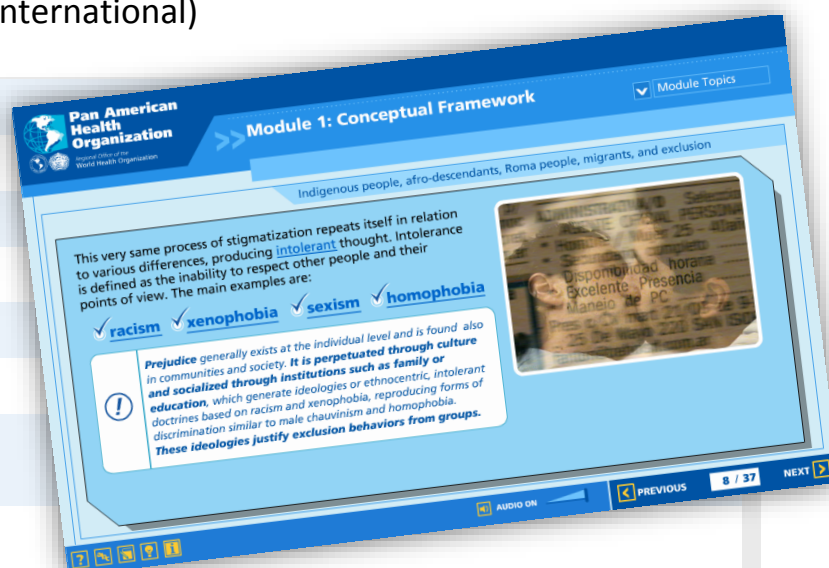 nternational)
Pan American
Health
Organization
Regional Office of the
World Health Organization
Module 1: Conceptual Framework
Module Topics
Indigenous people, afro-descendants, Roma people, migrants, and exclusion
This very same process of stigmatization repeats itself in relation
to various differences, producing intolerant thought. Intolerance
is defined as the inability to respect other people and their
points of view. The main examples are:
racism xenophobia sexism homophobia
! Prejudice generally exists at the individual level and is found also
in communities and society. It is perpetuated through culture
and socialized through institutions such as family or
education, which generate ideologies or ethnocentric, intolerant
doctrines based on racism and xenophobia, reproducing forms of
discrimination similar to male chauvinism and homophobia.
These ideologies justify exclusion behaviors from groups.
PERSONAL
Disponibilidad horaria
Excelente Presencia
Manejo de PC
25 De Mayo 221
? i
AUDIO ON
PREVIOUS
8 / 37
NEXT